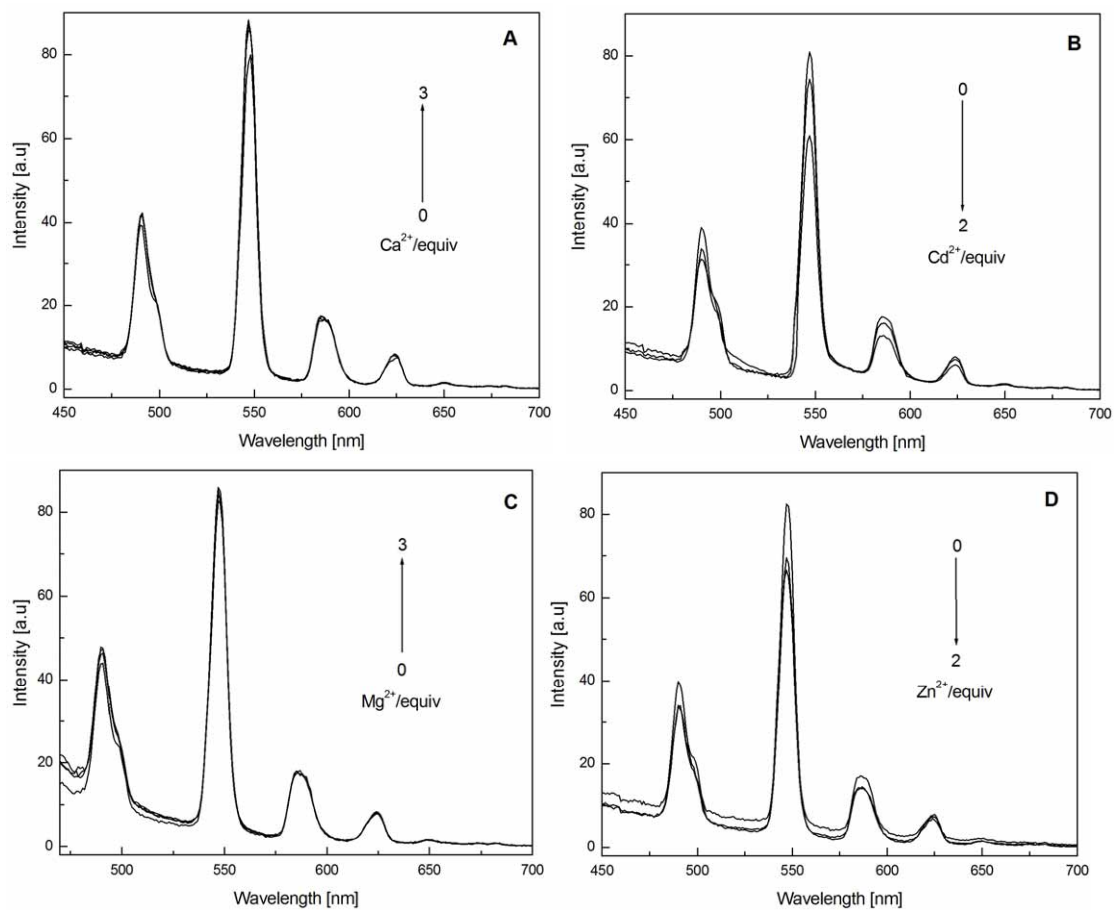 A
80
60
40
20
0
Intensity [a.u]
3
0
Ca²⁺/equiv
450 500 550 600 650 700
Wavelength [nm]
B
80
60
40
20
0
Intensity [a.u]
0
2
Cd²⁺/equiv
450 500 550 600 650 700
Wavelength [nm]
C
80
60
40
20
0
Intensity [a.u]
3
0
Mg²⁺/equiv
500 550 600 650 700
Wavelength [nm]
D
80
60
40
20
0
Intensity [a.u]
0
2
Zn²⁺/equiv
450 500 550 600 650 700
Wavelength [nm]